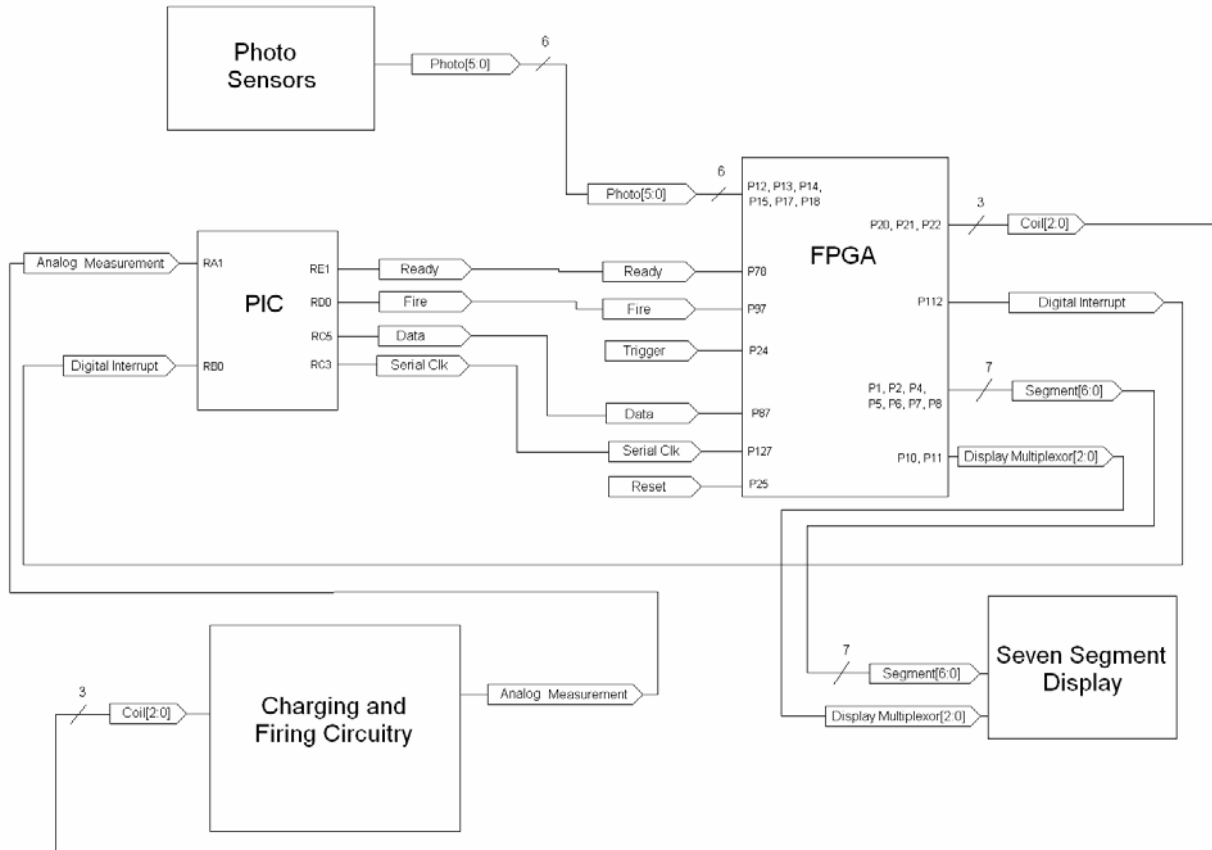 Photo
Sensors
Photo[5:0]
6
Photo[5:0]
6
P12, P13, P14,
P15, P17, P18
FPGA
P20, P21, P22
3
Coil[2:0]
Analog Measurement
RA1
PIC
RE1
Ready
Ready
P78
RD0
Fire
Fire
P97
P112
Digital Interrupt
RC5
Data
Trigger
P24
Digital Interrupt
RB0
RC3
Serial Clk
P1, P2, P4,
P5, P6, P7, P8
7
Segment[6:0]
Data
P87
Serial Clk
P127
P10, P11
Display Multiplexor[2:0]
Reset
P25
Charging and
Firing Circuitry
Analog Measurement
3
Coil[2:0]
7
Segment[6:0]
Display Multiplexor[2:0]
Seven Segment
Display